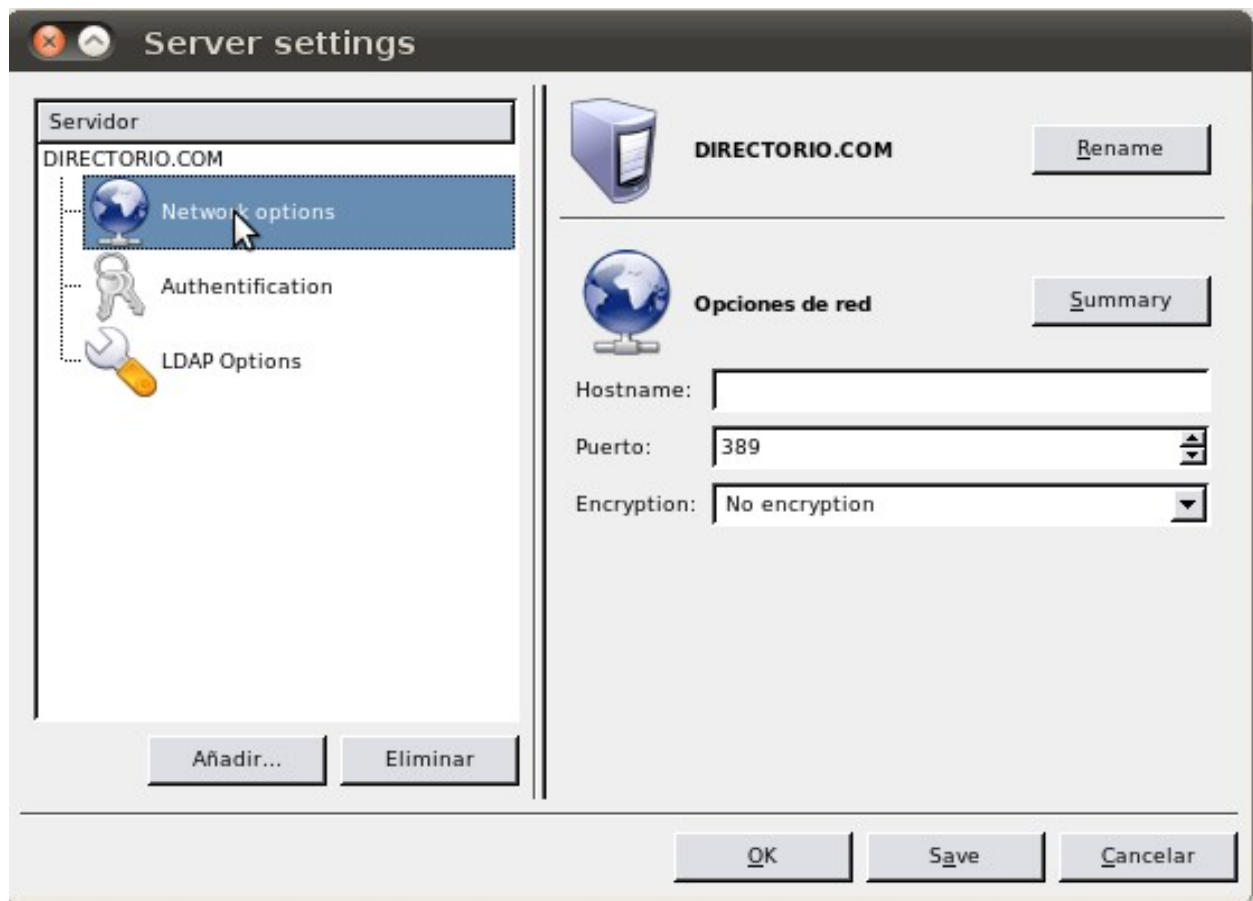 Server settings
Servidor
DIRECTORIO.COM
Network options
Authentification
LDAP Options
Añadir...
Eliminar
DIRECTORIO.COM
Rename
Opciones de red
Summary
Hostname:
Puerto: 389
Encryption: No encryption
OK
Save
Cancelar